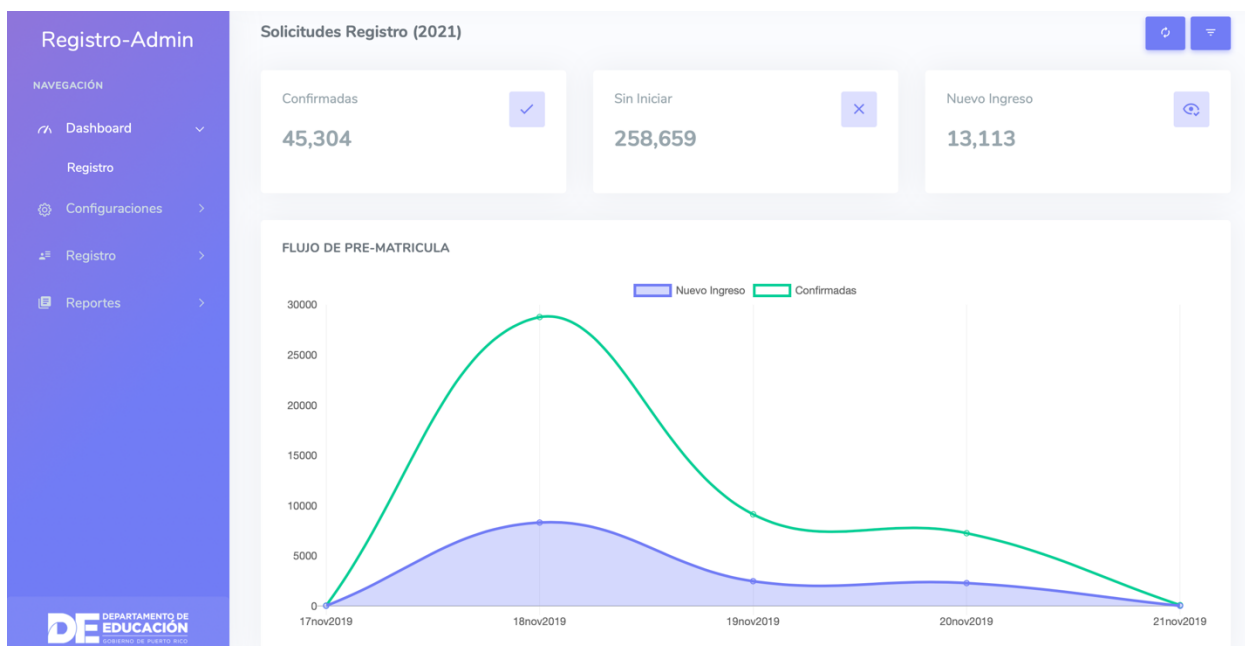 Registro-Admin
NAVEGACIÓN
Dashboard
Registro
Configuraciones
Registro
Reportes
DE DEPARTAMENTO DE
EDUCACIÓN
GOBIERNO DE PUERTO RICO
Solicitudes Registro (2021)
Confirmadas
45,304
Sin Iniciar
258,659
Nuevo Ingreso
13,113
FLUJO DE PRE-MATRICULA
Nuevo Ingreso Confirmadas
30000
25000
20000
15000
10000
5000
0
17nov2019 18nov2019 19nov2019 20nov2019 21nov2019